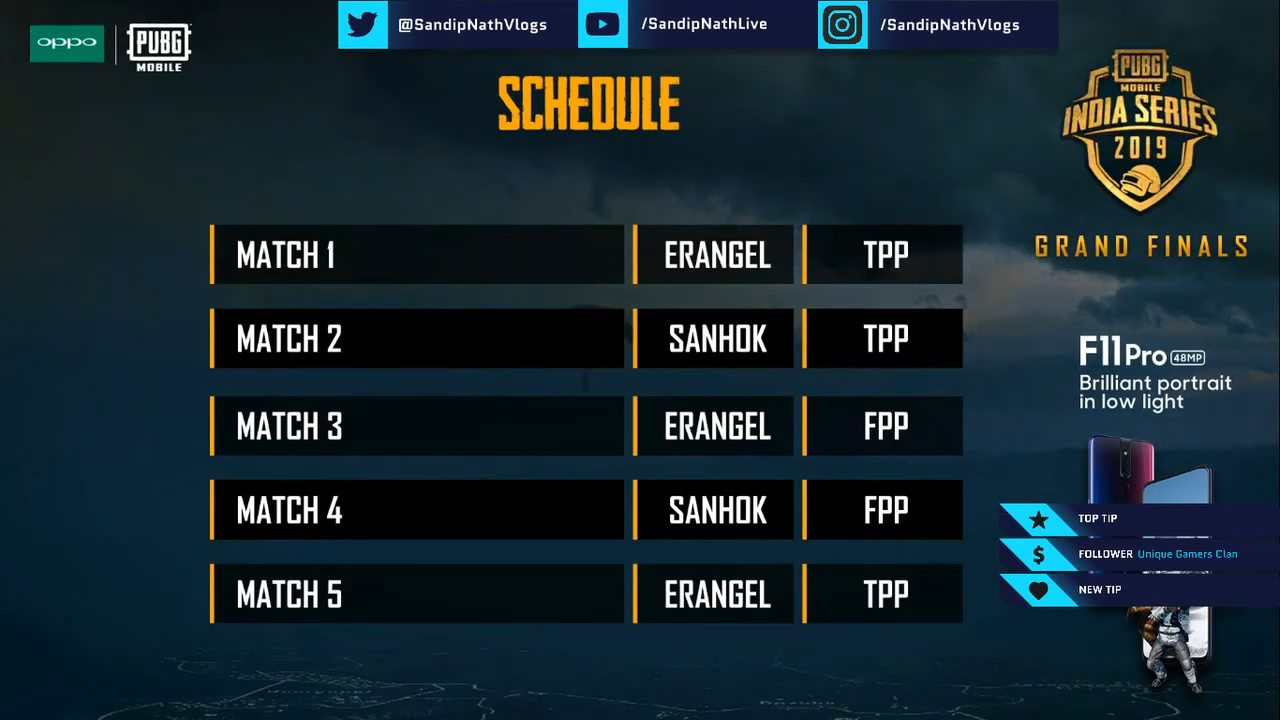 @SandipNathVlogs
/SandipNathLive
/SandipNathVlogs
oppo
PUBG
MOBILE
SCHEDULE
PUBG
MOBILE
INDIA SERIES
2019
GRAND FINALS
MATCH 1 ERANGEL TPP
MATCH 2 SANHOK TPP
MATCH 3 ERANGEL FPP
MATCH 4 SANHOK FPP
MATCH 5 ERANGEL TPP
F11 Pro 48MP
Brilliant portrait
in low light
TOP TIP
FOLLOWER Unique Gamers Clan
NEW TIP